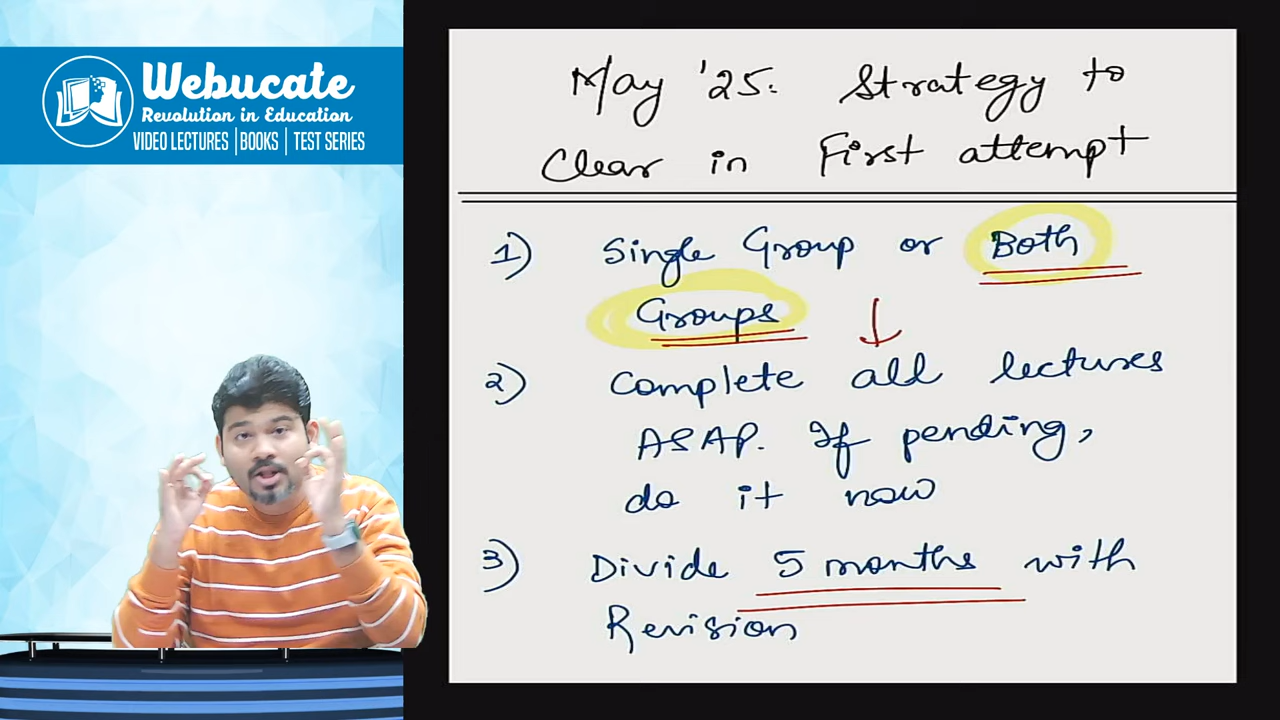 Webucate
Revolution in Education
VIDEO LECTURES | BOOKS | TEST SERIES
May '25: Strategy to
Clear in First attempt
1) Single Group or Both
Groups
2) Complete all lectures
ASAP. If pending,
do it now
3) Divide 5 months with
Revision